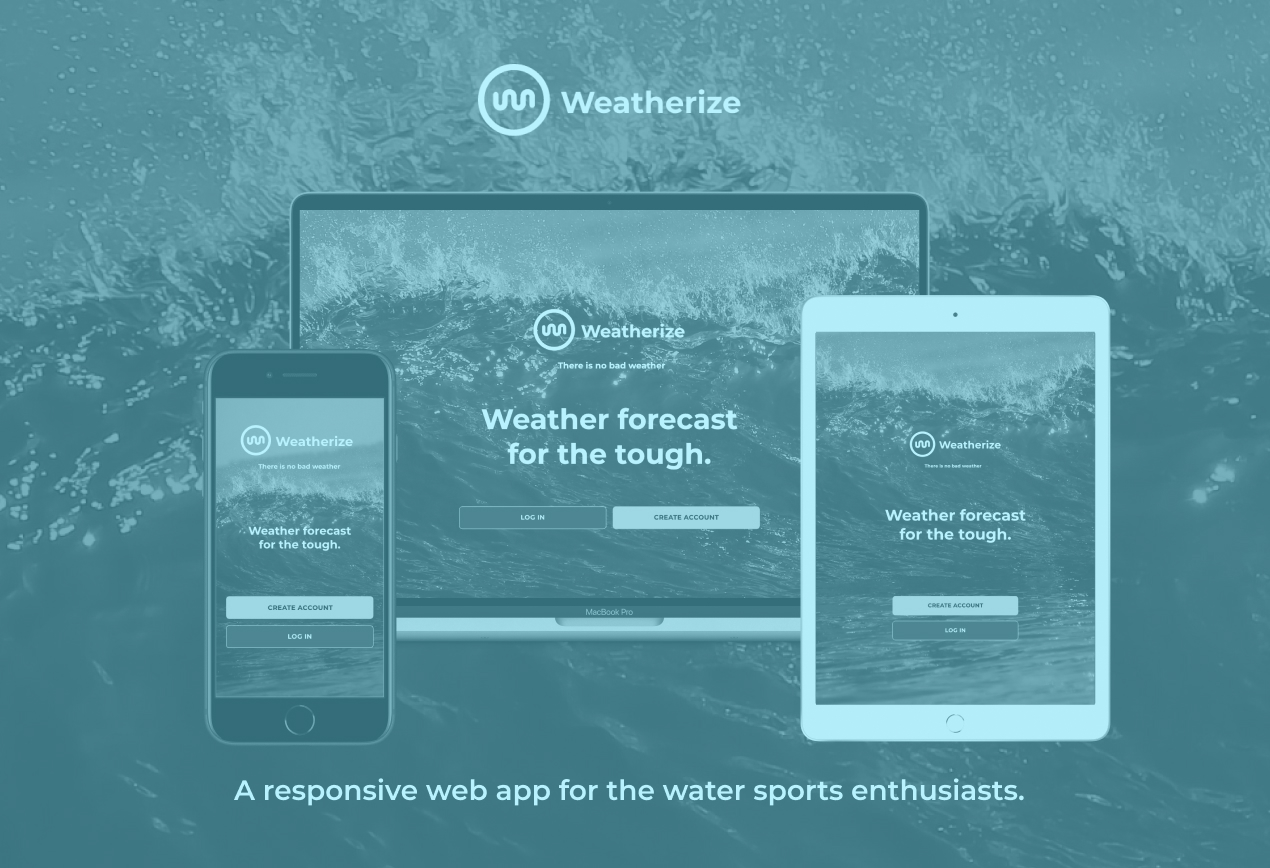 Weatherize
Weatherize
There is no bad weather
Weather forecast
for the tough.
LOG IN
CREATE ACCOUNT
MacBook Pro
Weatherize
There is no bad weather
Weather forecast
for the tough.
CREATE ACCOUNT
LOG IN
Weatherize
There is no bad weather
Weather forecast
for the tough.
CREATE ACCOUNT
LOG IN
A responsive web app for the water sports enthusiasts.